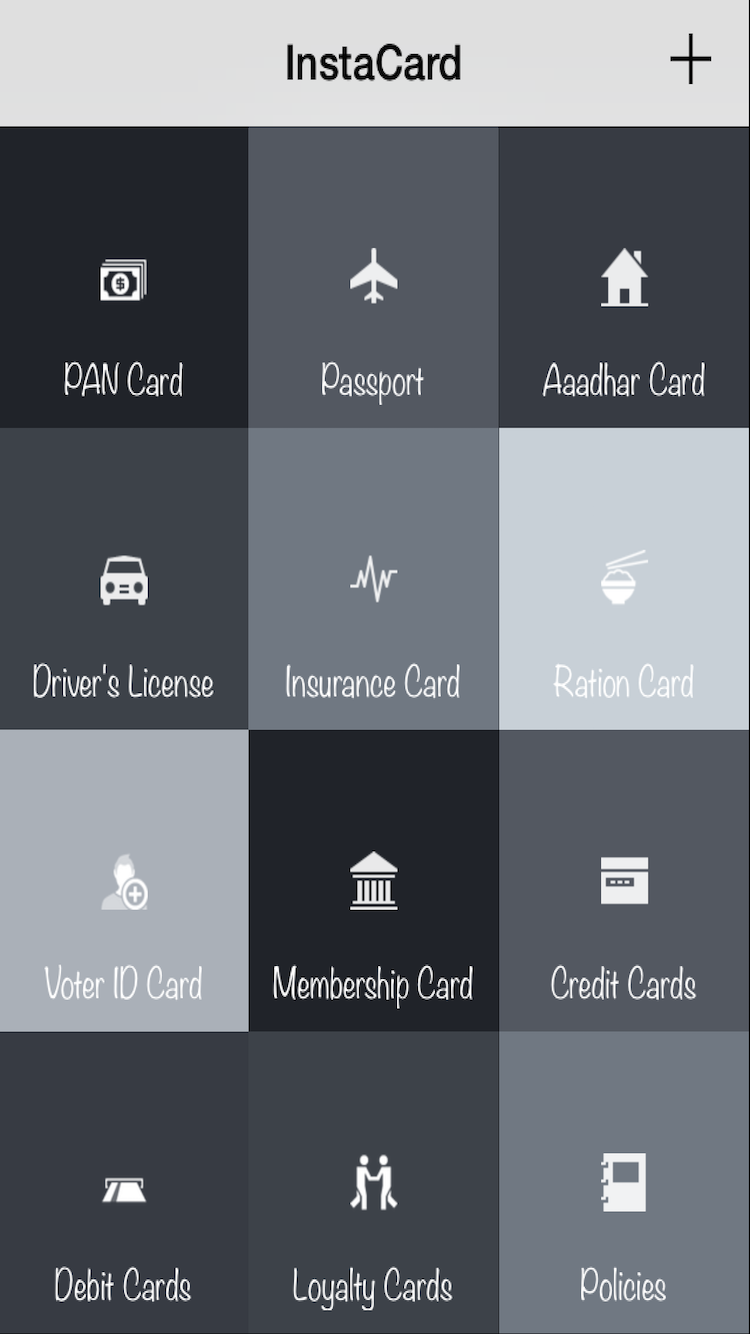 InstaCard
PAN Card
Passport
Aaadhar Card
Driver's License
Insurance Card
Ration Card
Voter ID Card
Membership Card
Credit Cards
Debit Cards
Loyalty Cards
Policies